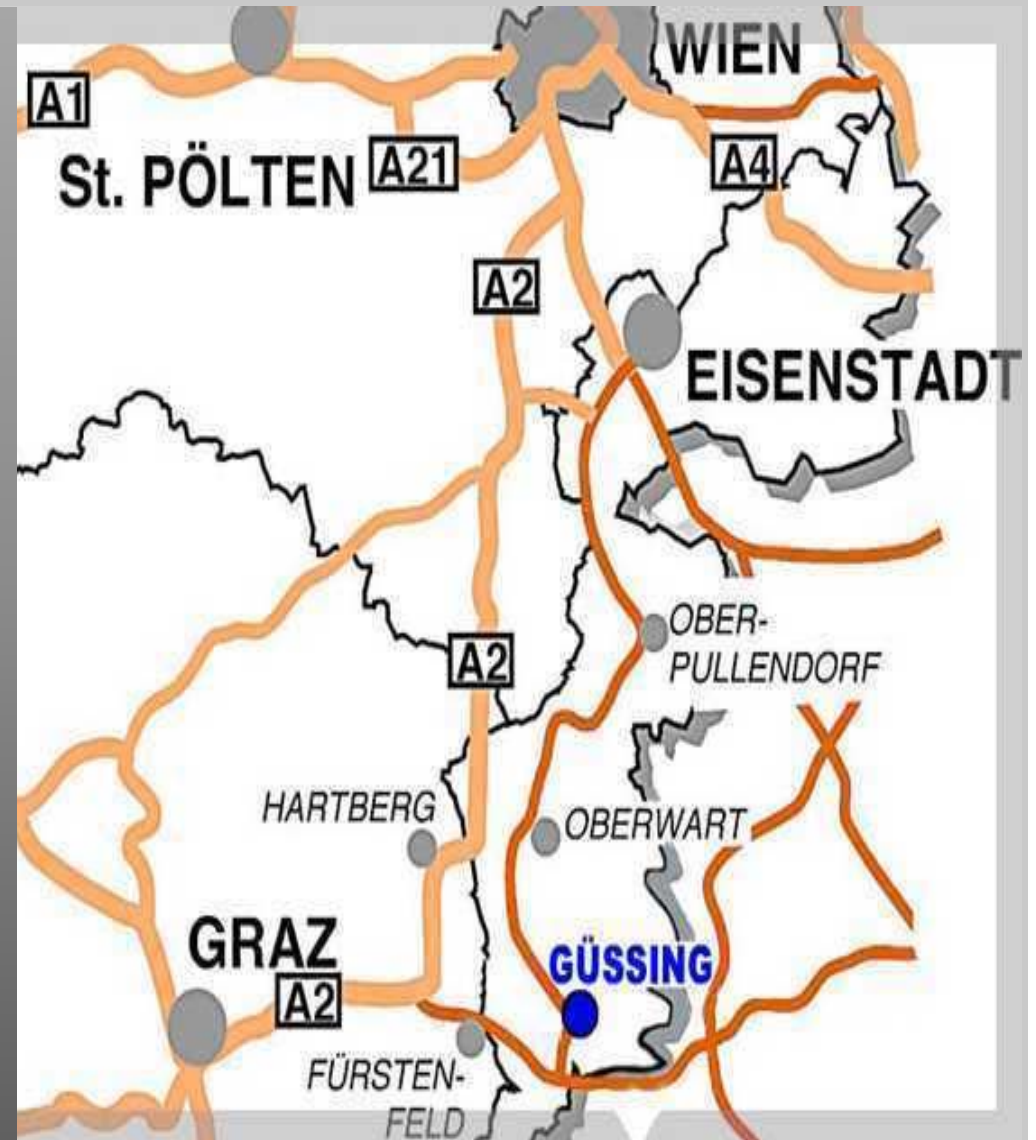 WIEN
A1
A21
A4
St. PÖLTEN
A2
EISENSTADT
OBER-
PULLENDORF
A2
HARTBERG
OBERWART
GRAZ
GÜSSING
A2
FÜRSTEN-
FELD